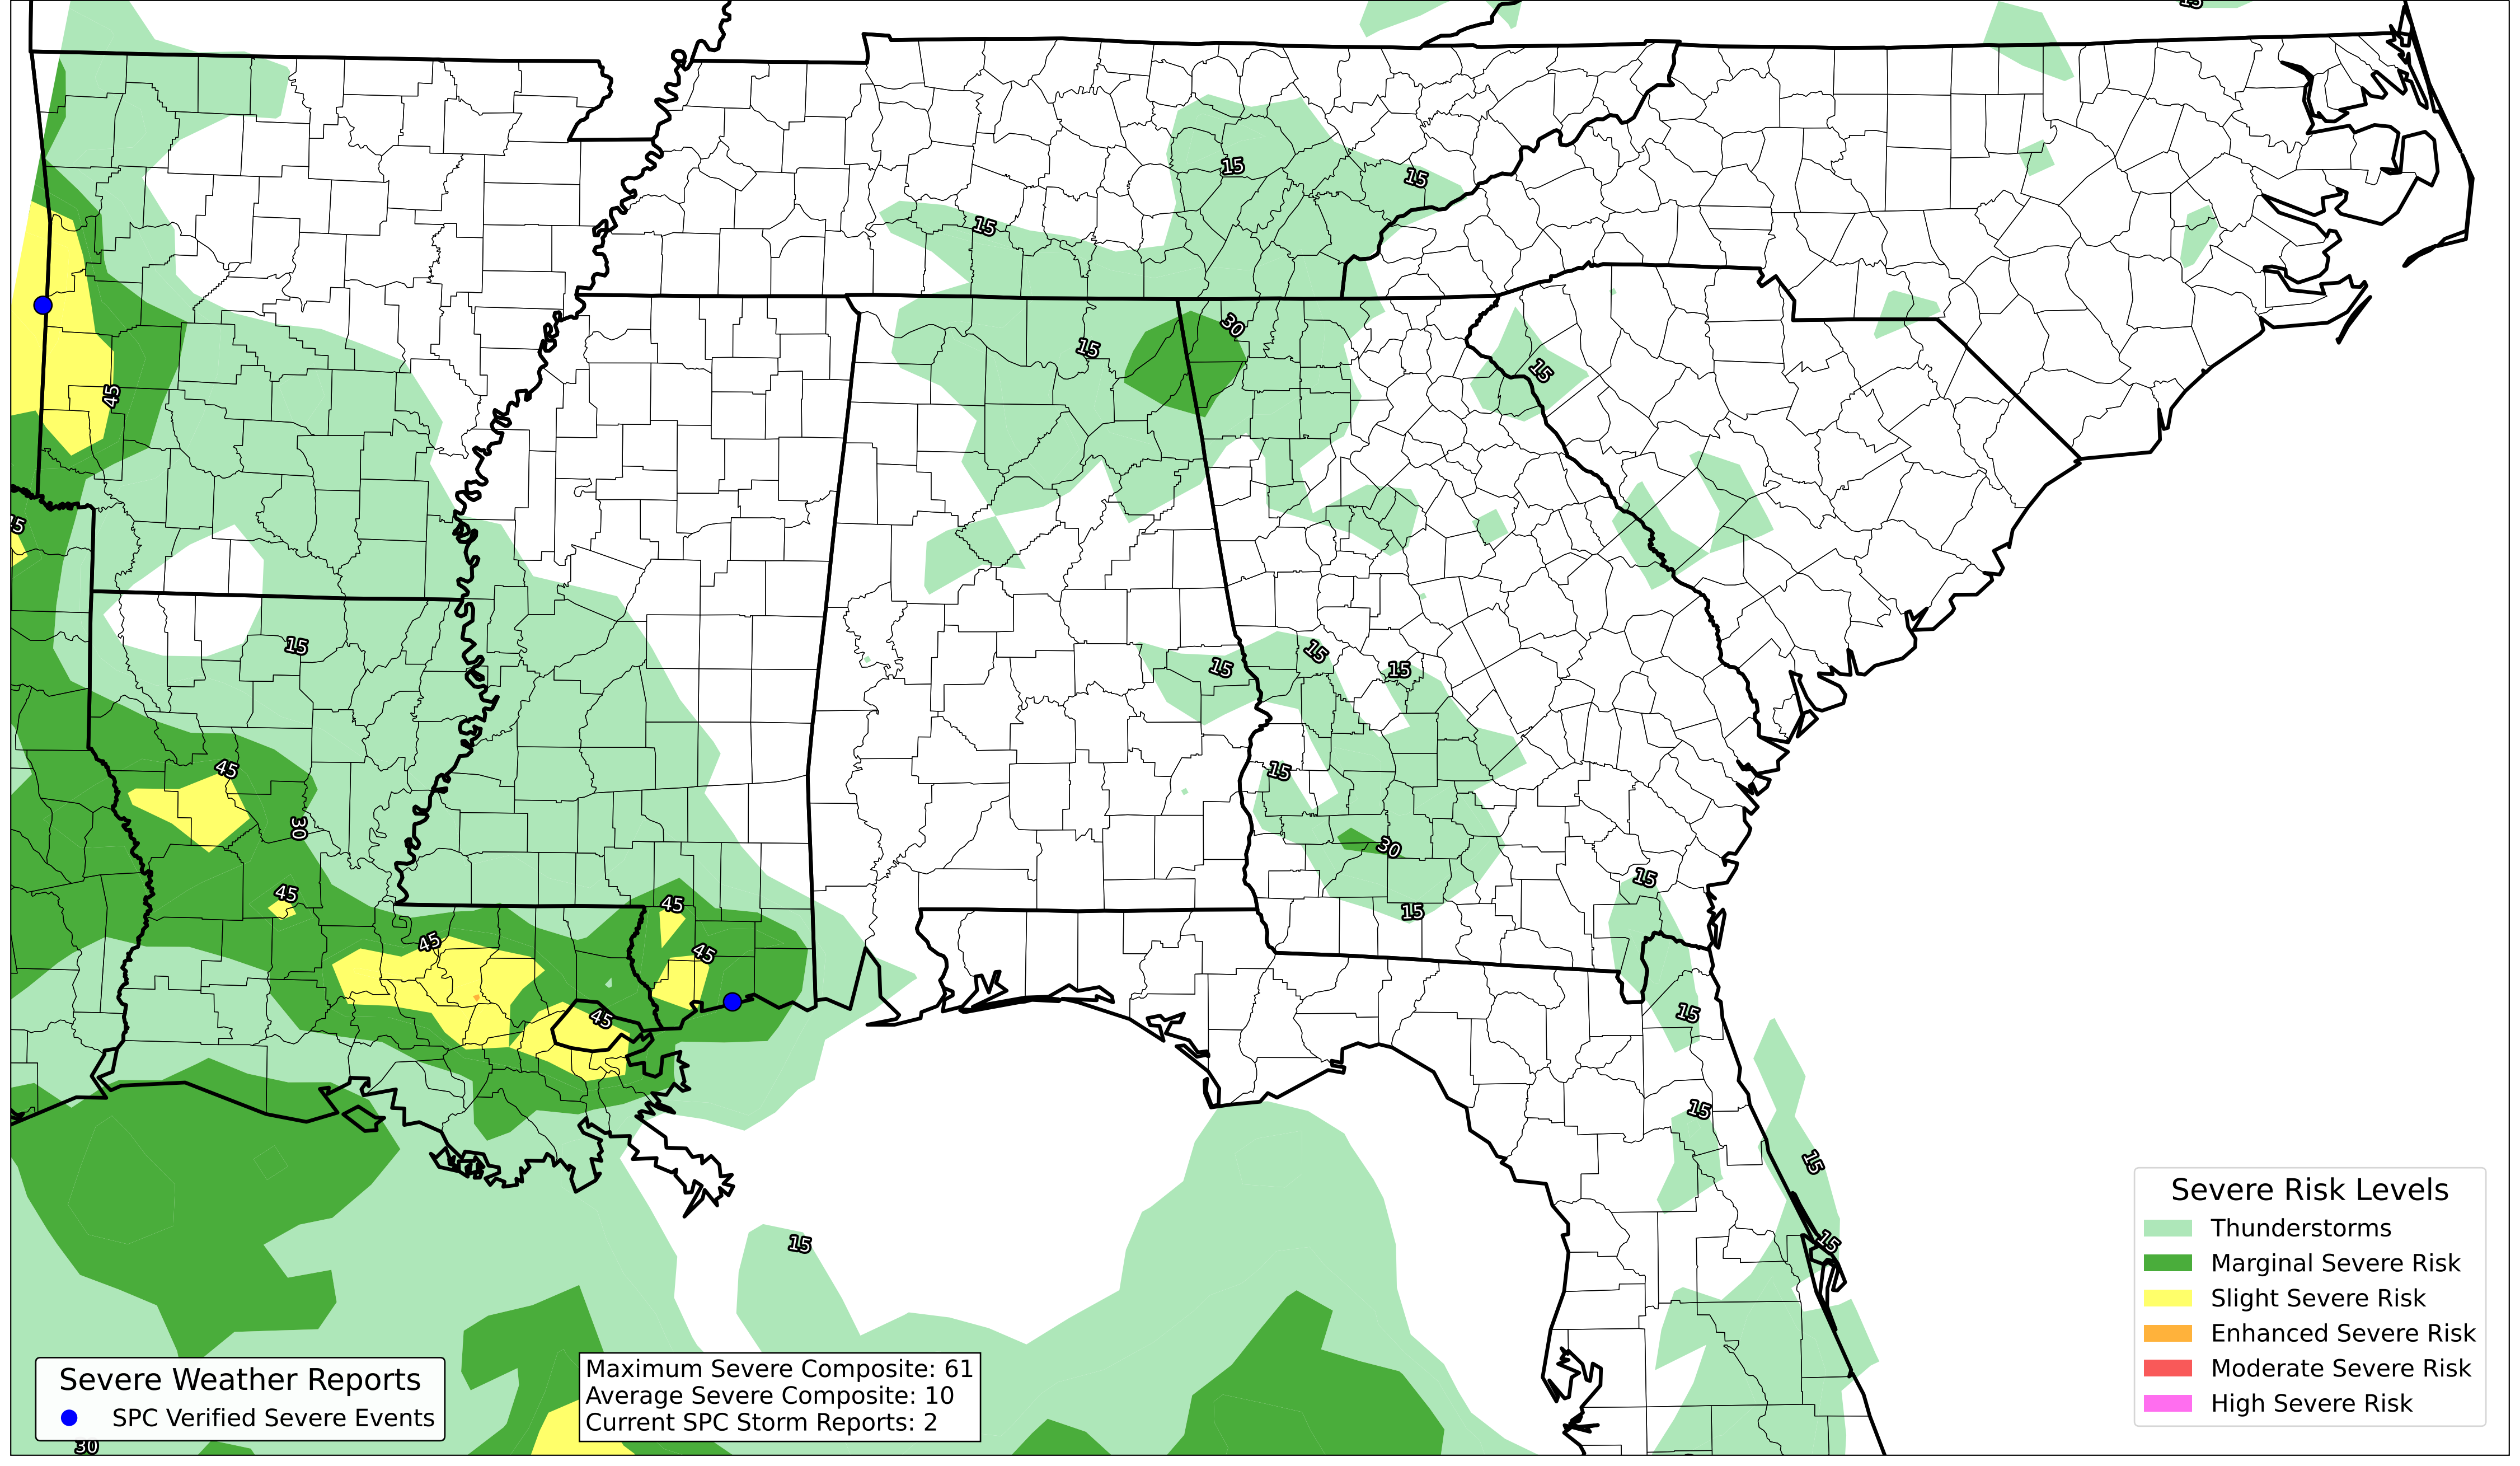 15
15
15
15
30
15
45
15
15
15
15
15
15
45
30
30
45
15
45
15
45
45
45
15
15
15
15
15
30
Severe Weather Reports
SPC Verified Severe Events
Maximum Severe Composite: 61
Average Severe Composite: 10
Current SPC Storm Reports: 2
Severe Risk Levels
Thunderstorms
Marginal Severe Risk
Slight Severe Risk
Enhanced Severe Risk
Moderate Severe Risk
High Severe Risk